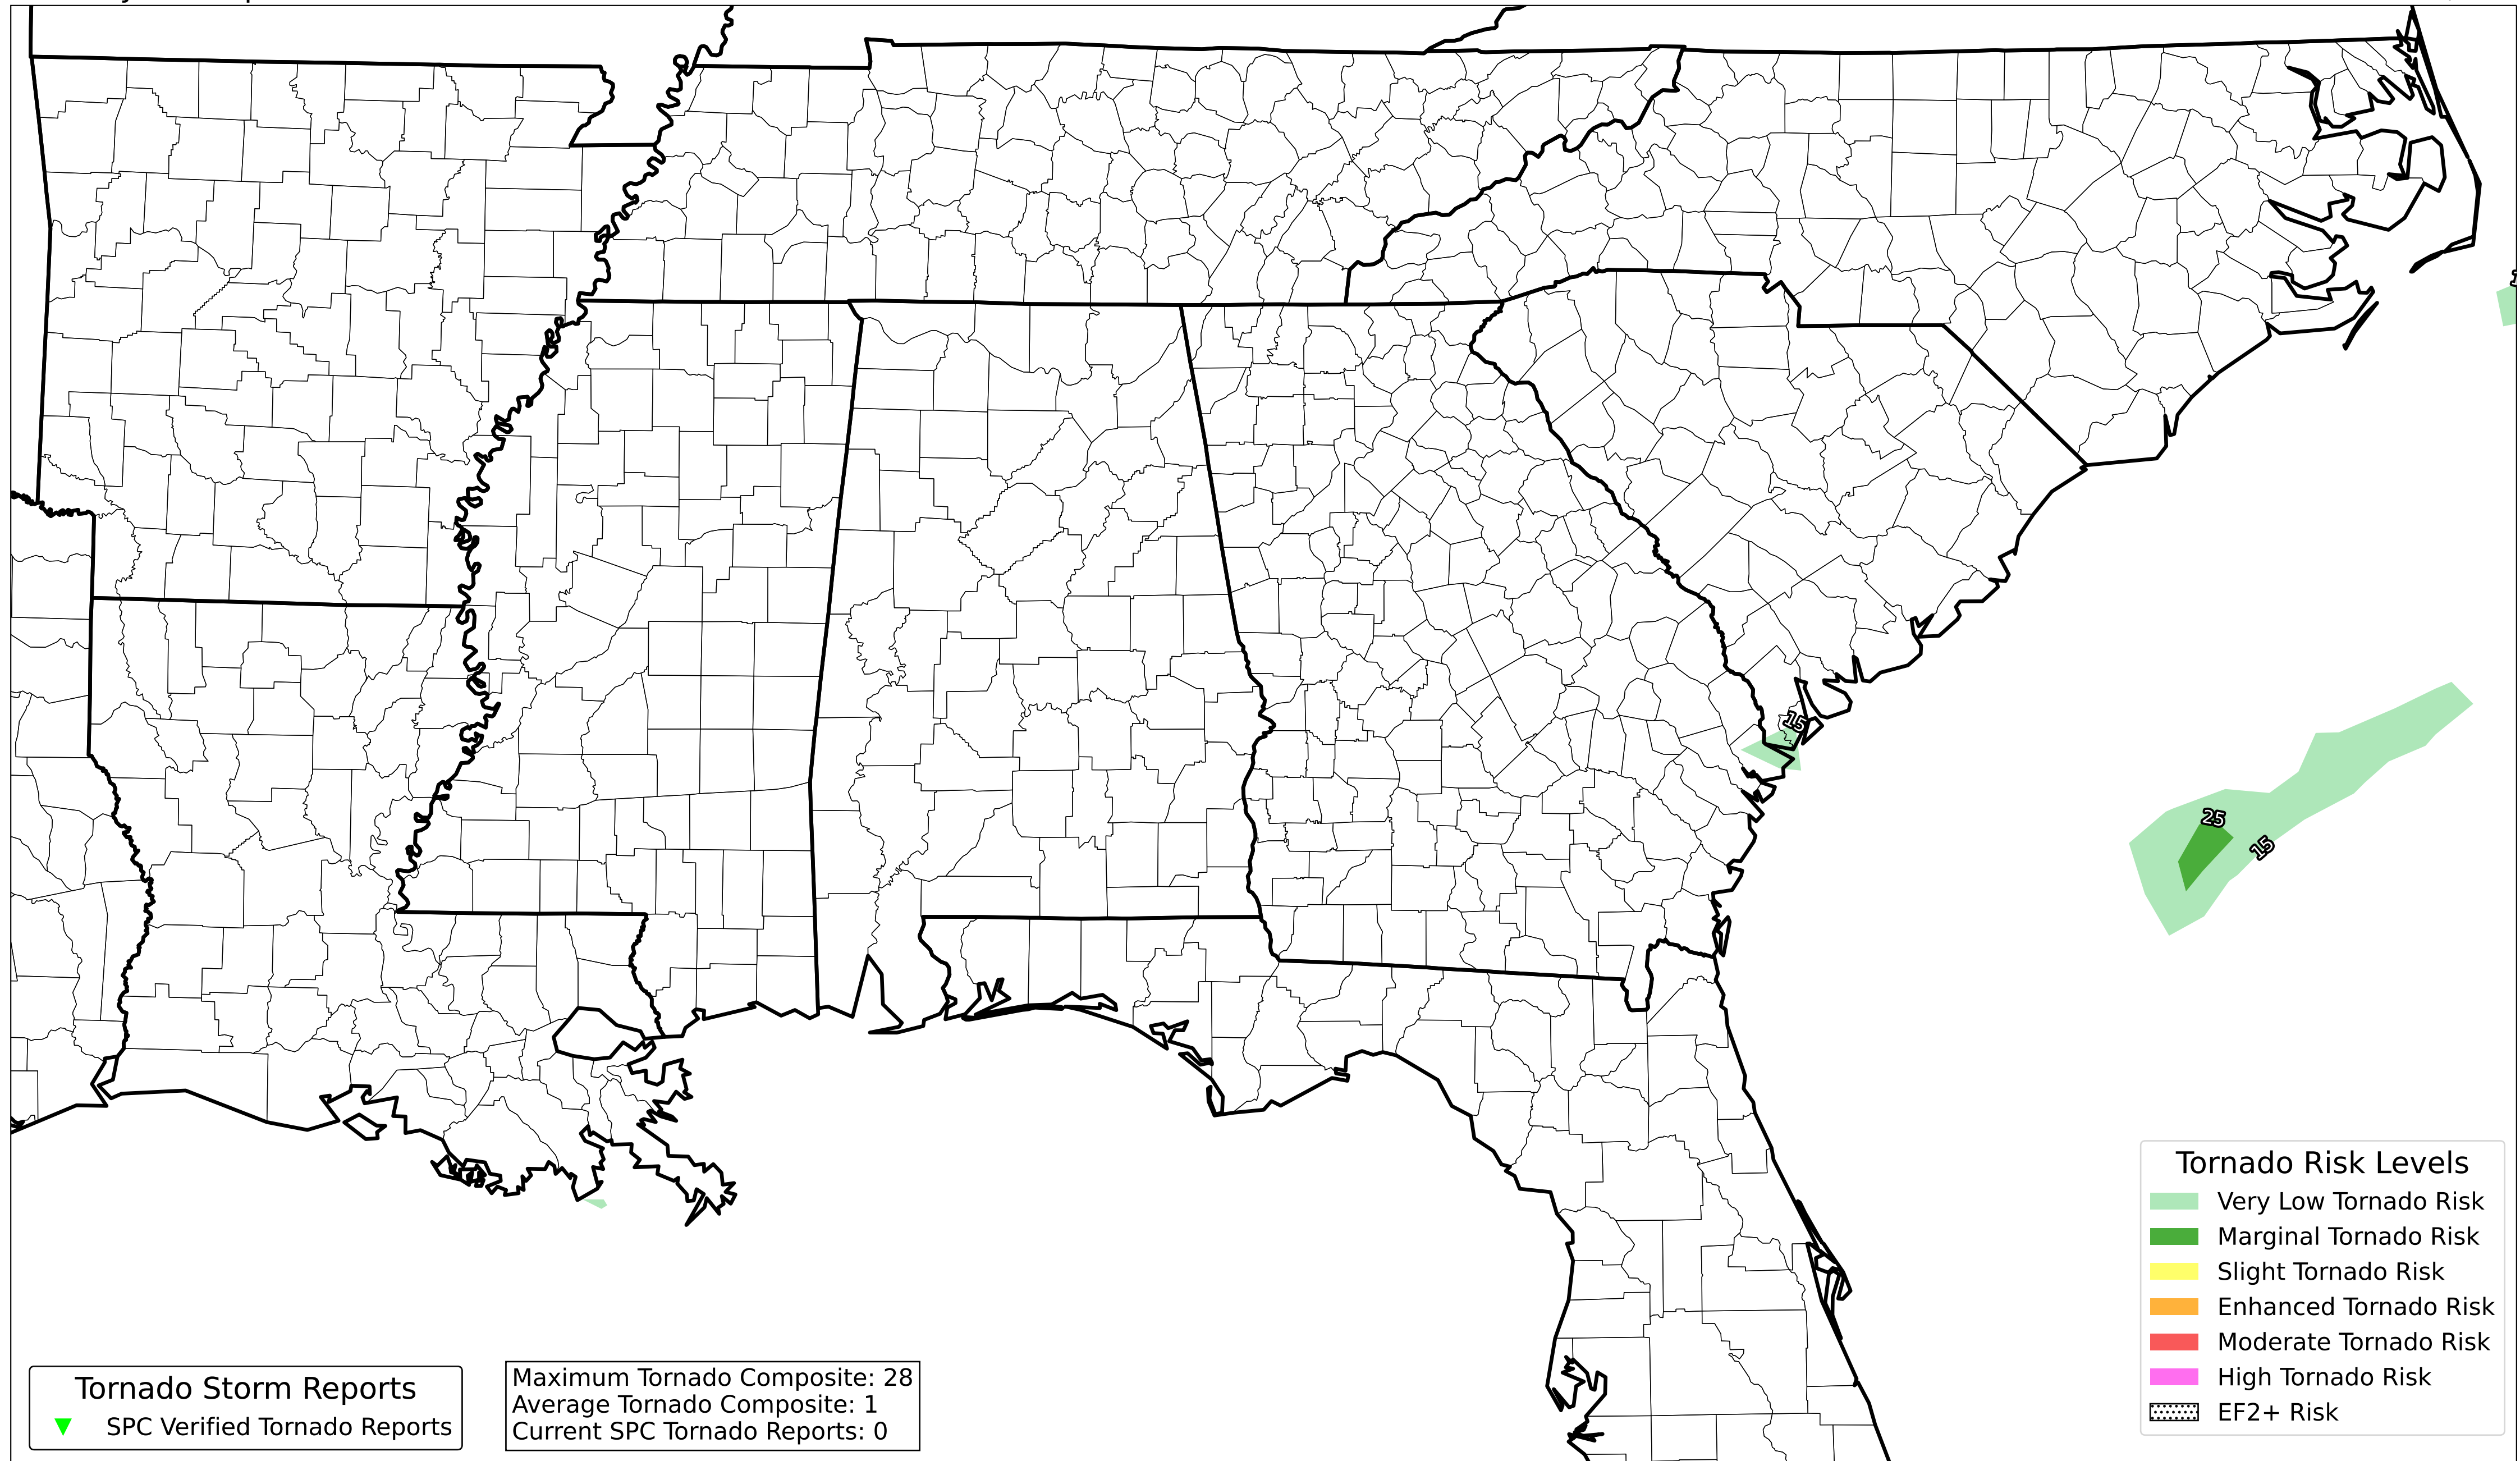 15
25
15
Tornado Risk Levels
Very Low Tornado Risk
Marginal Tornado Risk
Slight Tornado Risk
Enhanced Tornado Risk
Moderate Tornado Risk
High Tornado Risk
EF2+ Risk
Tornado Storm Reports
SPC Verified Tornado Reports
Maximum Tornado Composite: 28
Average Tornado Composite: 1
Current SPC Tornado Reports: 0